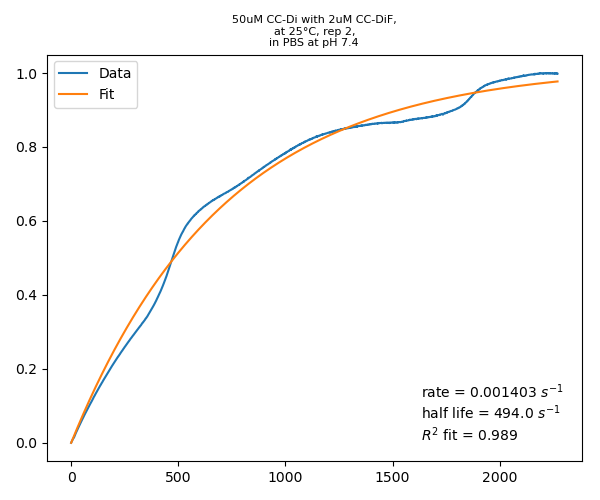 50uM CC-Di with 2uM CC-DiF,
at 25°C, rep 2,
in PBS at pH 7.4
Data
Fit
1.0
0.8
0.6
0.4
0.2
0.0
rate = 0.001403 s⁻¹
half life = 494.0 s⁻¹
R² fit = 0.989
0
500
1000
1500
2000